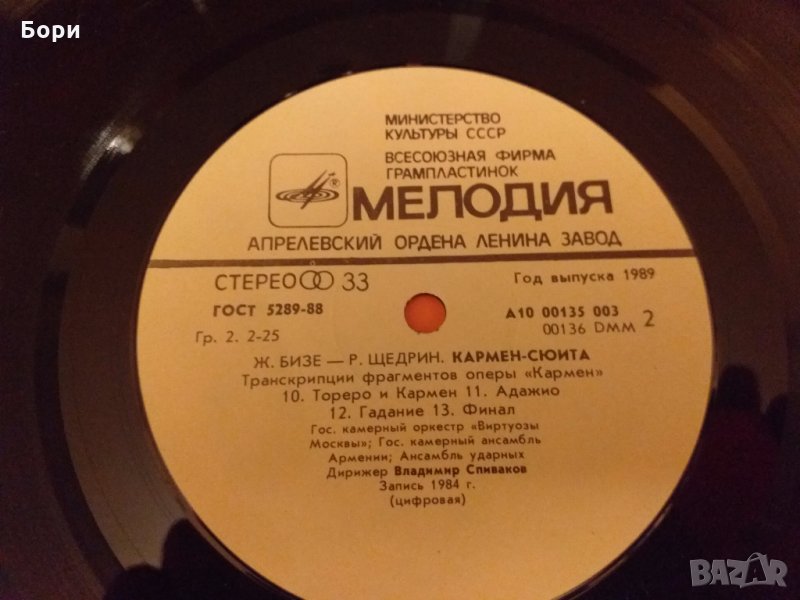 Бори
МИНИСТЕРСТВО
КУЛЬТУРЫ СССР
ВСЕСОЮЗНАЯ ФИРМА
ГРАМПЛАСТИНОК
®
МЕЛОДИЯ
АПРЕЛЕВСКИЙ ОРДЕНА ЛЕНИНА ЗАВОД
СТЕРЕО 33
Год выпуска 1989
ГОСТ 5289-88
А10 00135 003
Гр. 2. 2-25
00136 DMM 2
Ж. БИЗЕ — Р. ЩЕДРИН. КАРМЕН-СЮИТА
Транскрипции фрагментов оперы «Кармен»
10. Тореро и Кармен 11. Адажио
12. Гадание 13. Финал
Гос. камерный оркестр «Виртуозы
Москвы»; Гос. камерный ансамбль
Армении; Ансамбль ударных
Дирижер Владимир Спиваков
Запись 1984 г.
(цифровая)
BAZAR